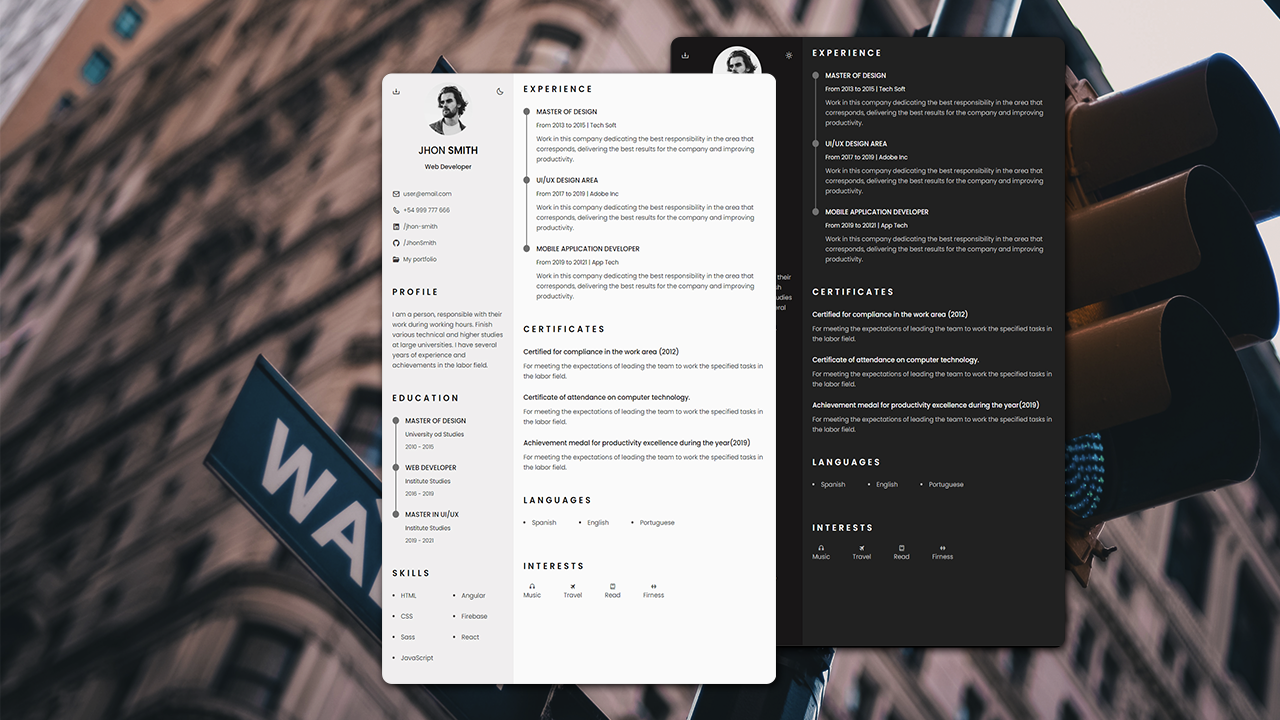 WAY
JHON SMITH
Web Developer
user@email.com
+54 999 777 666
/jhon-smith
/JhonSmith
My portfolio
PROFILE
I am a person, responsible with their
work during working hours. Finish
various technical and higher studies
at large universities. I have several
years of experience and
achievements in the labor field.
EDUCATION
MASTER OF DESIGN
University od Studies
2010 - 2015
WEB DEVELOPER
Institute Studies
2016 - 2019
MASTER IN UI/UX
Institute Studies
2019 - 2021
SKILLS
• HTML
• Angular
• CSS
• Firebase
• Sass
• React
• JavaScript
EXPERIENCE
MASTER OF DESIGN
From 2013 to 2015 | Tech Soft
Work in this company dedicating the best responsibility in the area that
corresponds, delivering the best results for the company and improving
productivity.
UI/UX DESIGN AREA
From 2017 to 2019 | Adobe Inc
Work in this company dedicating the best responsibility in the area that
corresponds, delivering the best results for the company and improving
productivity.
MOBILE APPLICATION DEVELOPER
From 2019 to 20121 | App Tech
Work in this company dedicating the best responsibility in the area that
corresponds, delivering the best results for the company and improving
productivity.
CERTIFICATES
Certified for compliance in the work area (2012)
For meeting the expectations of leading the team to work the specified tasks in
the labor field.
Certificate of attendance on computer technology.
For meeting the expectations of leading the team to work the specified tasks in
the labor field.
Achievement medal for productivity excellence during the year(2019)
For meeting the expectations of leading the team to work the specified tasks in
the labor field.
LANGUAGES
• Spanish • English • Portuguese
INTERESTS
Music Travel Read Firness
their
udies
EXPERIENCE
MASTER OF DESIGN
From 2013 to 2015 | Tech Soft
Work in this company dedicating the best responsibility in the area that
corresponds, delivering the best results for the company and improving
productivity.
UI/UX DESIGN AREA
From 2017 to 2019 | Adobe Inc
Work in this company dedicating the best responsibility in the area that
corresponds, delivering the best results for the company and improving
productivity.
MOBILE APPLICATION DEVELOPER
From 2019 to 20121 | App Tech
Work in this company dedicating the best responsibility in the area that
corresponds, delivering the best results for the company and improving
productivity.
CERTIFICATES
Certified for compliance in the work area (2012)
For meeting the expectations of leading the team to work the specified tasks in
the labor field.
Certificate of attendance on computer technology.
For meeting the expectations of leading the team to work the specified tasks in
the labor field.
Achievement medal for productivity excellence during the year(2019)
For meeting the expectations of leading the team to work the specified tasks in
the labor field.
LANGUAGES
• Spanish • English • Portuguese
INTERESTS
Music Travel Read Firness